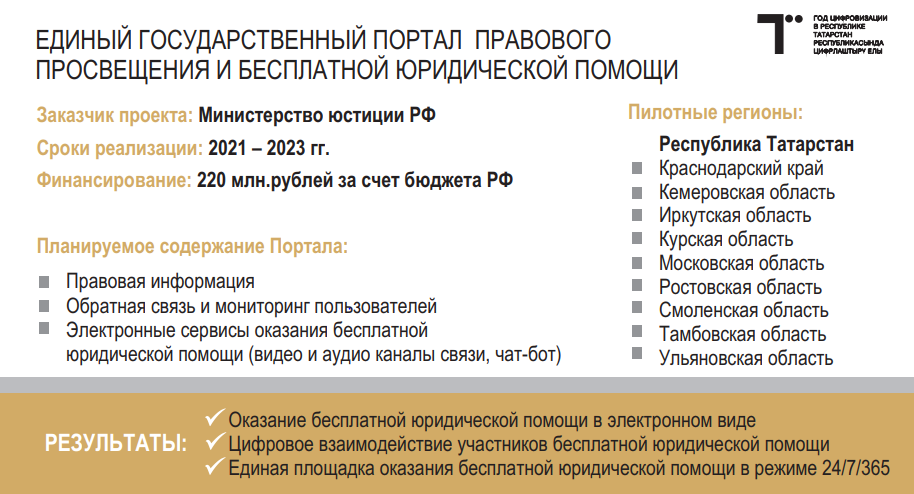 ЕДИНЫЙ ГОСУДАРСТВЕННЫЙ ПОРТАЛ ПРАВОВОГО
ПРОСВЕЩЕНИЯ И БЕСПЛАТНОЙ ЮРИДИЧЕСКОЙ ПОМОЩИ
ГОД ЦИФРОВИЗАЦИИ
В РЕСПУБЛИКЕ
ТАТАРСТАН
РЕСПУБЛИКАСЫНДА
ЦИФРЛАШТЫРУ ЕЛЫ
Заказчик проекта: Министерство юстиции РФ
Сроки реализации: 2021 – 2023 гг.
Финансирование: 220 млн.рублей за счет бюджета РФ
Планируемое содержание Портала:
Правовая информация
Обратная связь и мониторинг пользователей
Электронные сервисы оказания бесплатной
юридической помощи (видео и аудио каналы связи, чат-бот)
Пилотные регионы:
Республика Татарстан
Краснодарский край
Кемеровская область
Иркутская область
Курская область
Московская область
Ростовская область
Смоленская область
Тамбовская область
Ульяновская область
РЕЗУЛЬТАТЫ:
Оказание бесплатной юридической помощи в электронном виде
Цифровое взаимодействие участников бесплатной юридической помощи
Единая площадка оказания бесплатной юридической помощи в режиме 24/7/365